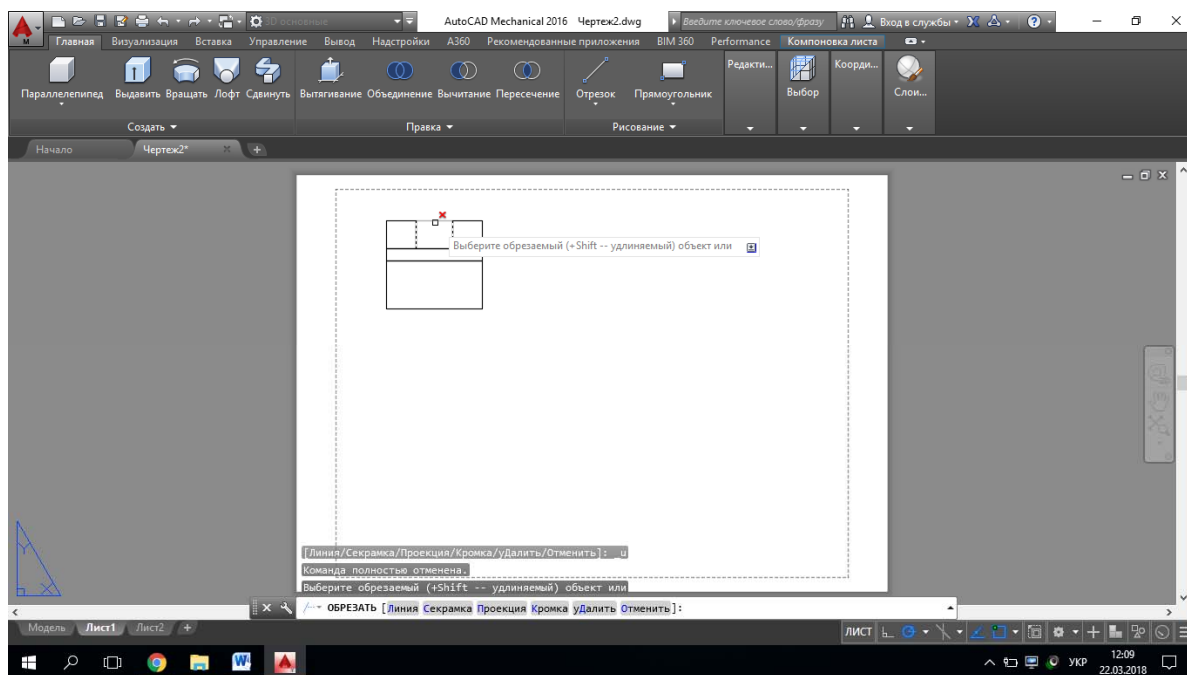 3D основные AutoCAD Mechanical 2016 Чертеж2.dwg Введите ключевое слово/фразу Вход в службы
M Главная Визуализация Вставка Управление Вывод Надстройки A360 Рекомендованные приложения BIM 360 Performance Компоновка листа
Параллелепипед Выдавить Вращать Лофт Сдвинуть Вытягивание Объединение Вычитание Пересечение Отрезок Прямоугольник Редакти... Выбор Коорди... Слои...
Создать Правка Рисование
Начало Чертеж2*
Выберите обрезаемый (+Shift -- удлиняемый) объект или
Y
X
[Линия/Секрамка/Проекция/Кромка/уДалить/Отменить]: _u
Команда полностью отменена.
Выберите обрезаемый (+Shift -- удлиняемый) объект или
ОБРЕЗАТЬ [Линия Секрамка Проекция Кромка уДалить Отменить]:
Модель Лист1 Лист2 + ЛИСТ
УКР 12:09
22.03.2018